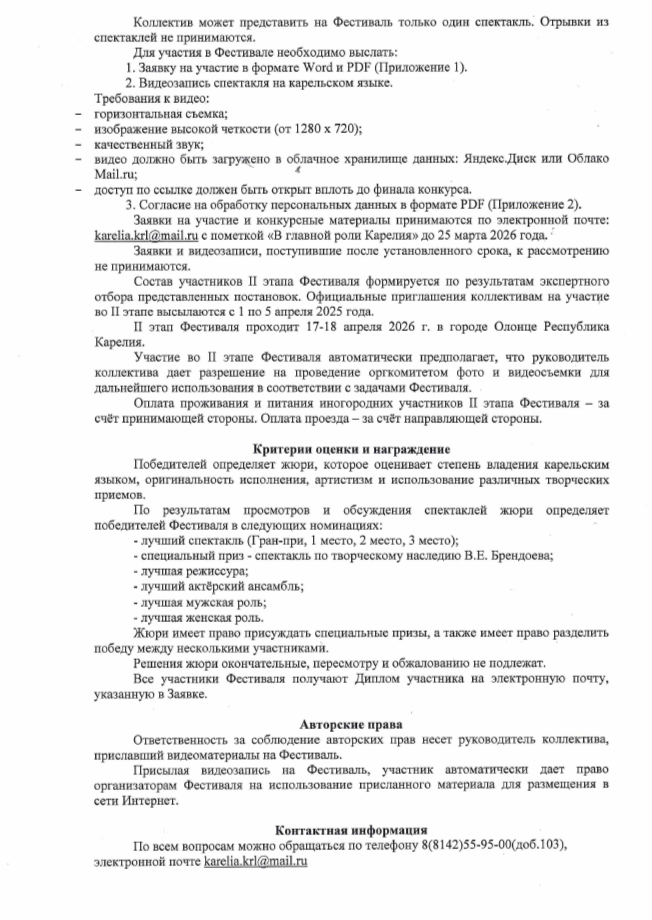 Коллектив может представить на Фестиваль только один спектакль. Отрывки из
спектаклей не принимаются.
Для участия в Фестивале необходимо выслать:
1. Заявку на участие в формате Word и PDF (Приложение 1).
2. Видеозапись спектакля на карельском языке.
Требования к видео:
– горизонтальная съемка;
– изображение высокой четкости (от 1280 х 720);
– качественный звук;
– видео должно быть загружено в облачное хранилище данных: Яндекс.Диск или Облако
Mail.ru;
– доступ по ссылке должен быть открыт вплоть до финала конкурса.
3. Согласие на обработку персональных данных в формате PDF (Приложение 2).
Заявки на участие и конкурсные материалы принимаются по электронной почте:
karelia.krl@mail.ru с пометкой «В главной роли Карелия» до 25 марта 2026 года.
Заявки и видеозаписи, поступившие после установленного срока, к рассмотрению
не принимаются.
Состав участников II этапа Фестиваля формируется по результатам экспертного
отбора представленных постановок. Официальные приглашения коллективам на участие
во II этапе высылаются с 1 по 5 апреля 2025 года.
II этап Фестиваля проходит 17-18 апреля 2026 г. в городе Олонце Республика
Карелия.
Участие во II этапе Фестиваля автоматически предполагает, что руководитель
коллектива дает разрешение на проведение оргкомитетом фото и видеосъемки для
дальнейшего использования в соответствии с задачами Фестиваля.
Оплата проживания и питания иногородних участников II этапа Фестиваля – за
счёт принимающей стороны. Оплата проезда – за счёт направляющей стороны.
Критерии оценки и награждение
Победителей определяет жюри, которое оценивает степень владения карельским
языком, оригинальность исполнения, артистизм и использование различных творческих
приемов.
По результатам просмотров и обсуждения спектаклей жюри определяет
победителей Фестиваля в следующих номинациях:
- лучший спектакль (Гран-при, 1 место, 2 место, 3 место);
- специальный приз - спектакль по творческому наследию В.Е. Брендоева;
- лучшая режиссура;
- лучший актёрский ансамбль;
- лучшая мужская роль;
- лучшая женская роль.
Жюри имеет право присуждать специальные призы, а также имеет право разделить
победу между несколькими участниками.
Решения жюри окончательные, пересмотру и обжалованию не подлежат.
Все участники Фестиваля получают Диплом участника на электронную почту,
указанную в Заявке.
Авторские права
Ответственность за соблюдение авторских прав несет руководитель коллектива,
приславший видеоматериалы на Фестиваль.
Присылая видеозапись на Фестиваль, участник автоматически дает право
организаторам Фестиваля на использование присланного материала для размещения в
сети Интернет.
Контактная информация
По всем вопросам можно обращаться по телефону 8(8142)55-95-00(доб.103),
электронной почте karelia.krl@mail.ru